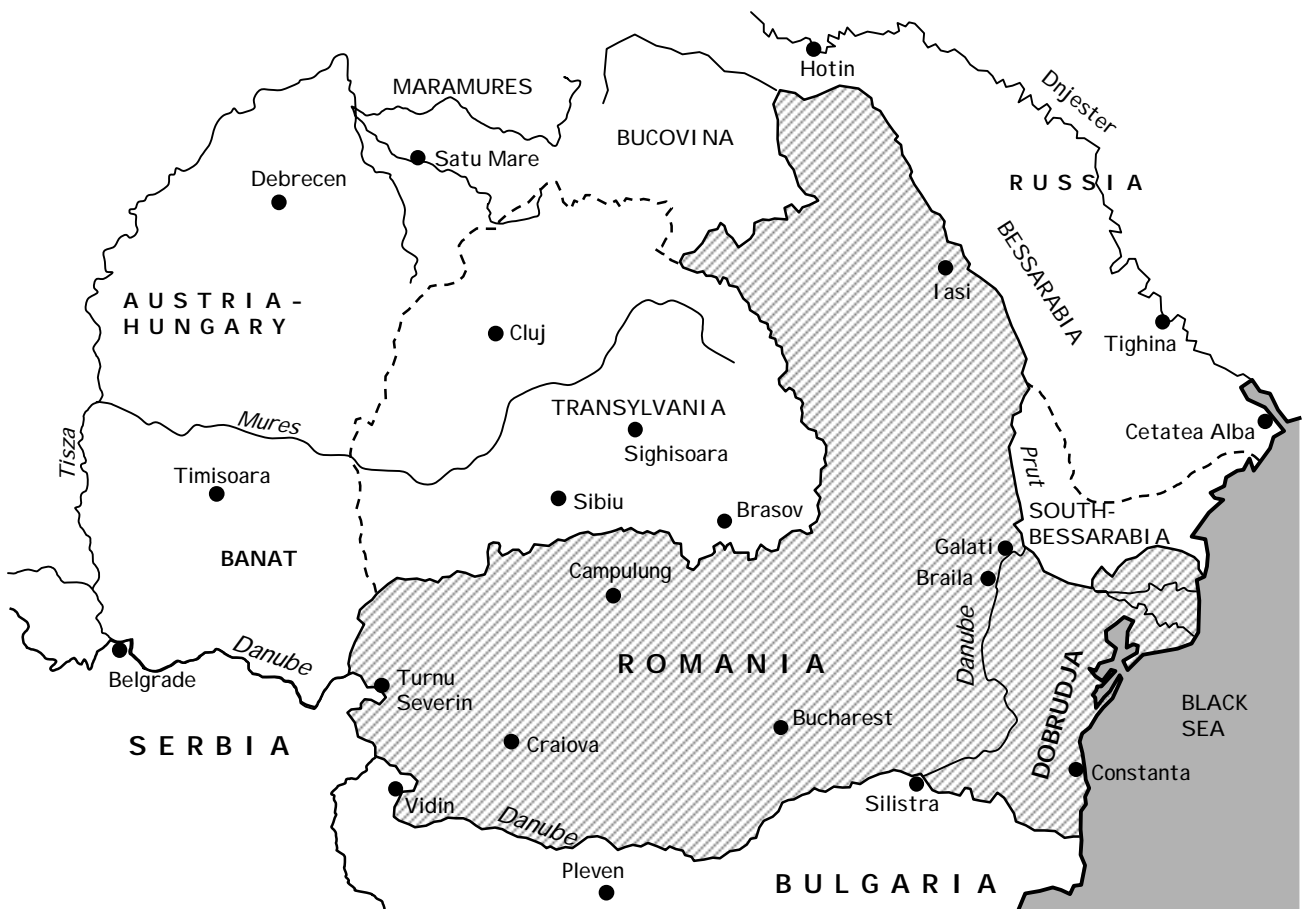 Hotin
Dnjester
MARAMURES
BUCOVINA
Satu Mare
Debrecen
RUSSIA
BESSARABIA
Iasi
AUSTRIA-
HUNGARY
Cluj
Tighina
TRANSYLVANIA
Mures
Sighisoara
Cetatea Alba
Tisza
Prut
Timisoara
Sibiu
Brasov
SOUTH-
BESSARABIA
BANAT
Galati
Campulung
Braila
Danube
Danube
Belgrade
ROMANIA
Turnu
Severin
DOBRUDJA
BLACK
SEA
SERBIA
Craiova
Bucharest
Constanta
Vidin
Silistra
Danube
Pleven
BULGARIA